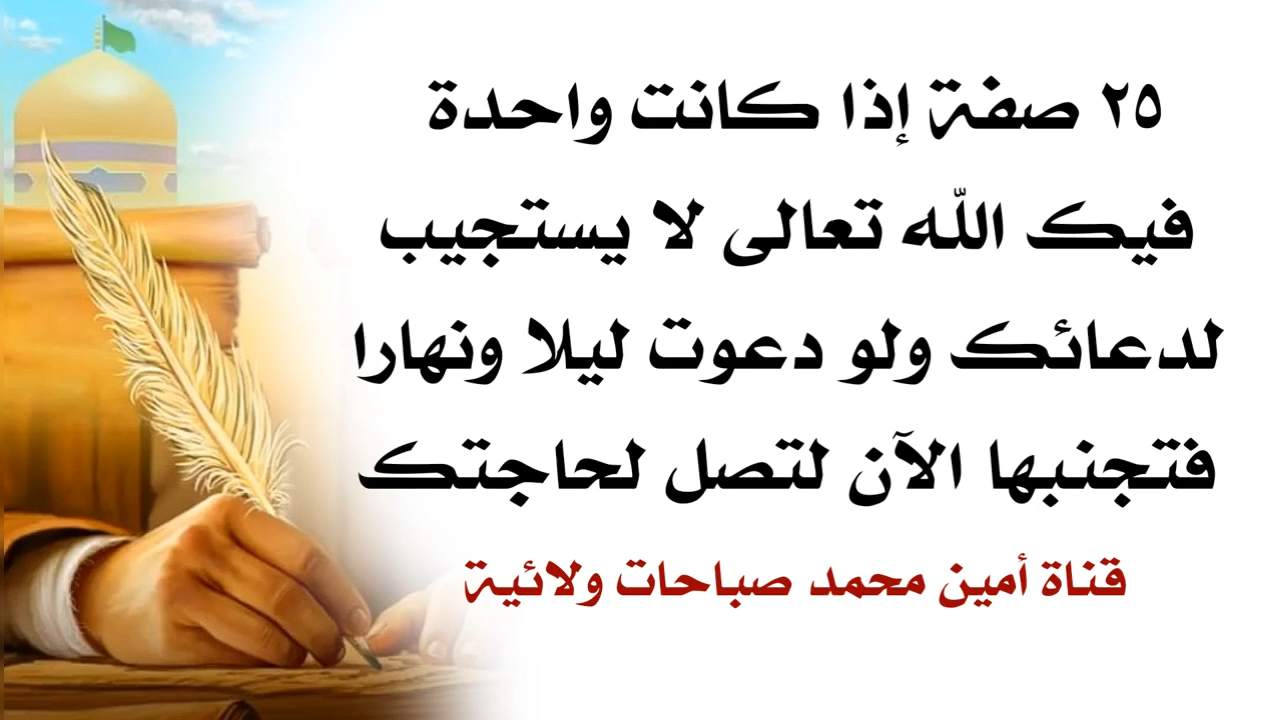 ٢٥ صفة إذا كانت واحدة
فيك الله تعالى لا يستجيب
لدعائك ولو دعوت ليلا ونهارا
فتجنبها الآن لتصل لحاجتك
قناة أمين محمد صباحات ولائية